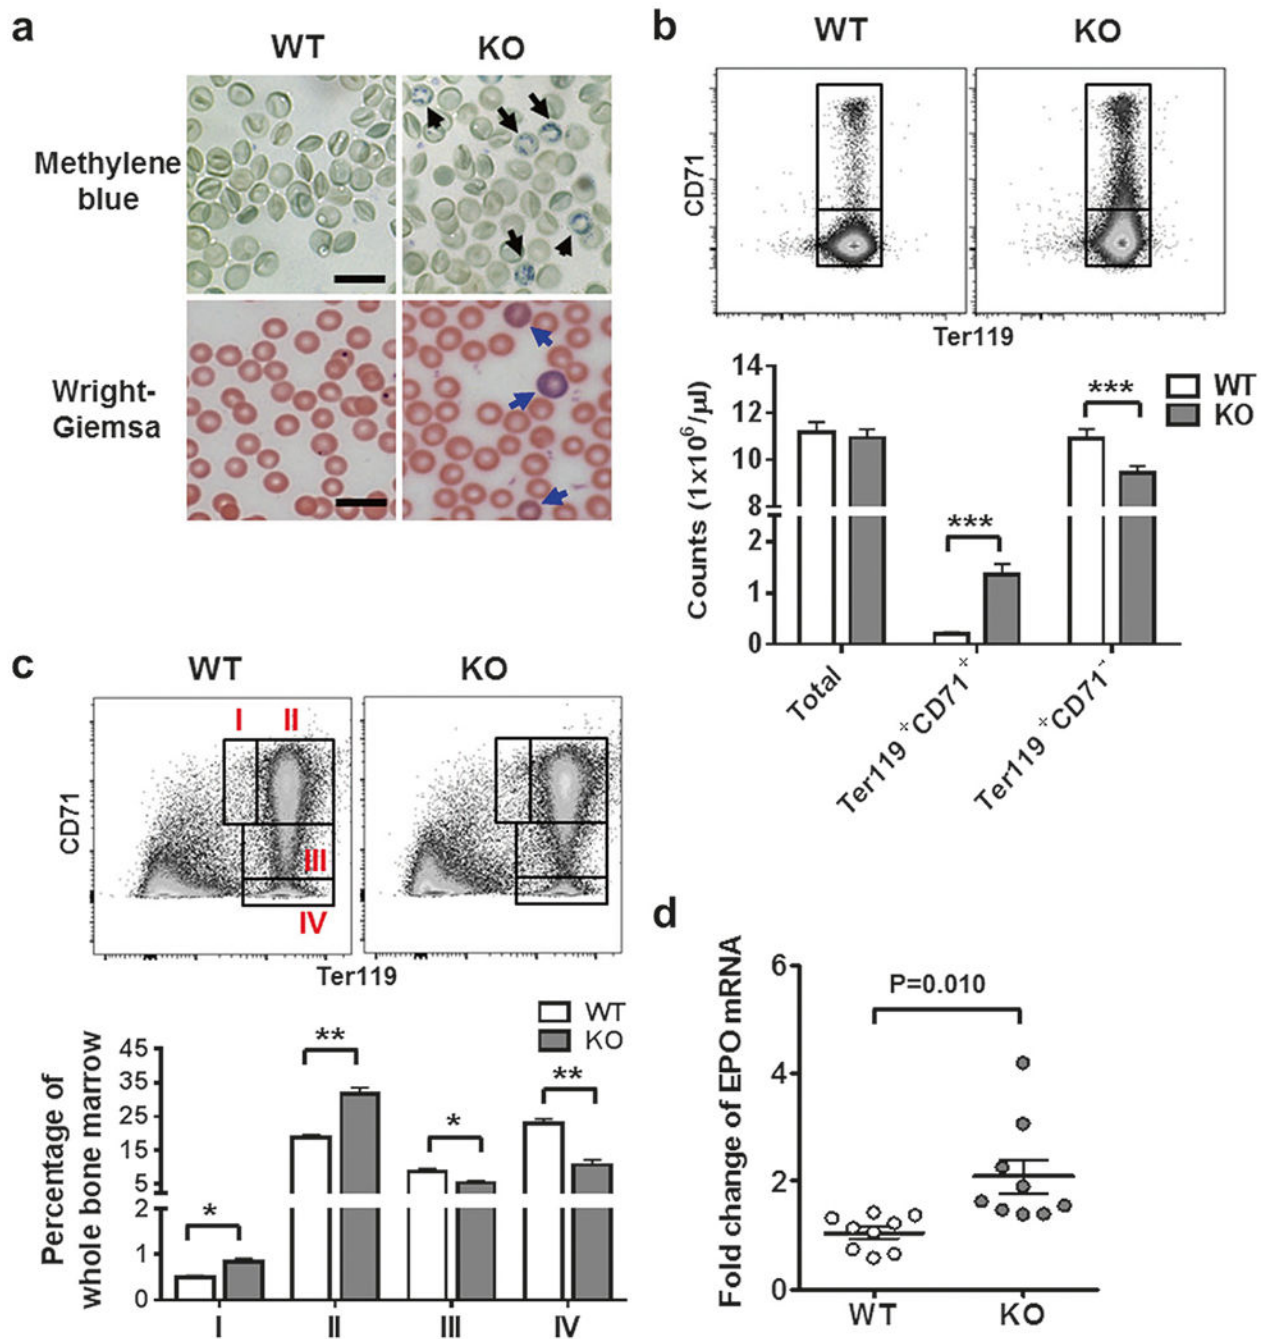 a
WT
KO
Methylene
blue
Wright-
Giemsa
b
WT
KO
CD71
Ter119
Counts (1x10⁶/µl)
14
12
10
8
2
1
0
***
***
WT
KO
Total
Ter119⁺CD71⁺
Ter119⁺CD71⁻
c
WT
KO
CD71
I
II
III
IV
Ter119
Percentage of
whole bone marrow
45
35
25
15
5
2
1
0
*
**
*
**
WT
KO
I
II
III
IV
d
Fold change of EPO mRNA
6
4
2
0
P=0.010
WT
KO